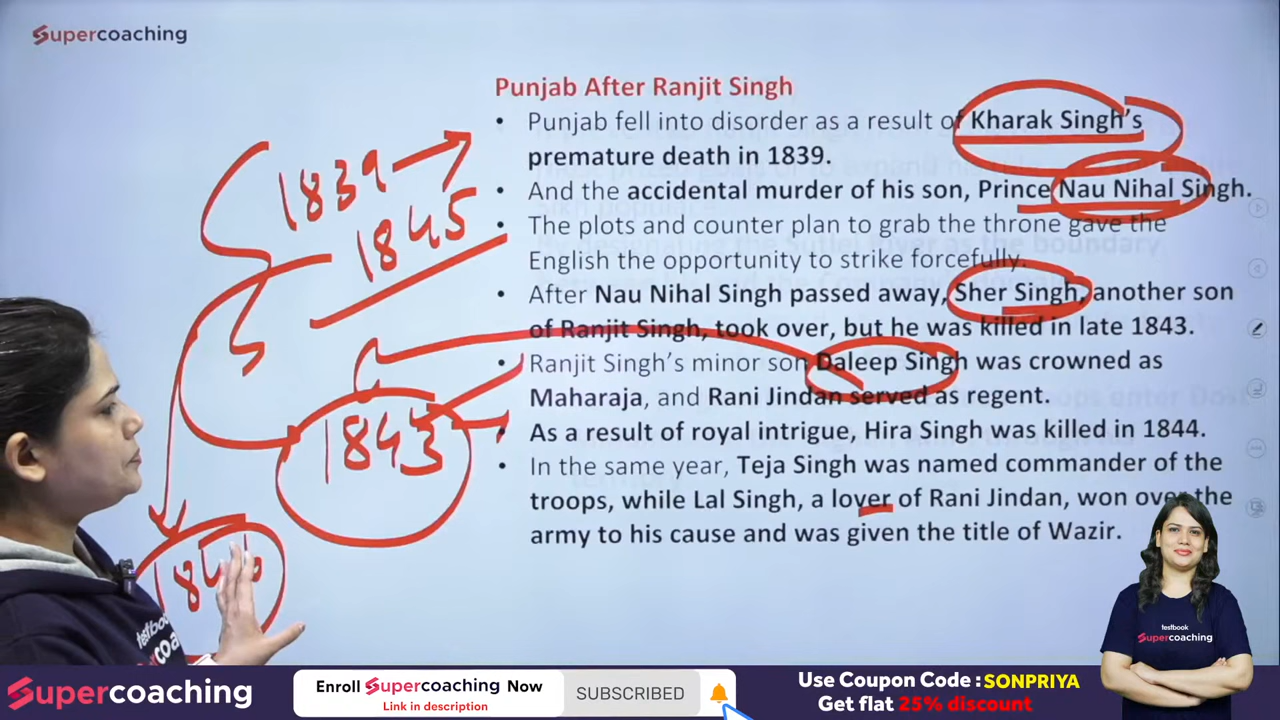 Supercoaching
Punjab After Ranjit Singh
• Punjab fell into disorder as a result of Kharak Singh's
premature death in 1839.
• And the accidental murder of his son, Prince Nau Nihal Singh.
• The plots and counter plan to grab the throne gave the
English the opportunity to strike forcefully.
• After Nau Nihal Singh passed away, Sher Singh, another son
of Ranjit Singh, took over, but he was killed in late 1843.
• Ranjit Singh's minor son Daleep Singh was crowned as
Maharaja, and Rani Jindan served as regent.
• As a result of royal intrigue, Hira Singh was killed in 1844.
• In the same year, Teja Singh was named commander of the
troops, while Lal Singh, a lover of Rani Jindan, won over the
army to his cause and was given the title of Wazir.
1839
1845
1843
testbook
Supercoaching
Supercoaching
Enroll Supercoaching Now
Link in description
SUBSCRIBED
Use Coupon Code : SONPRIYA
Get flat 25% discount